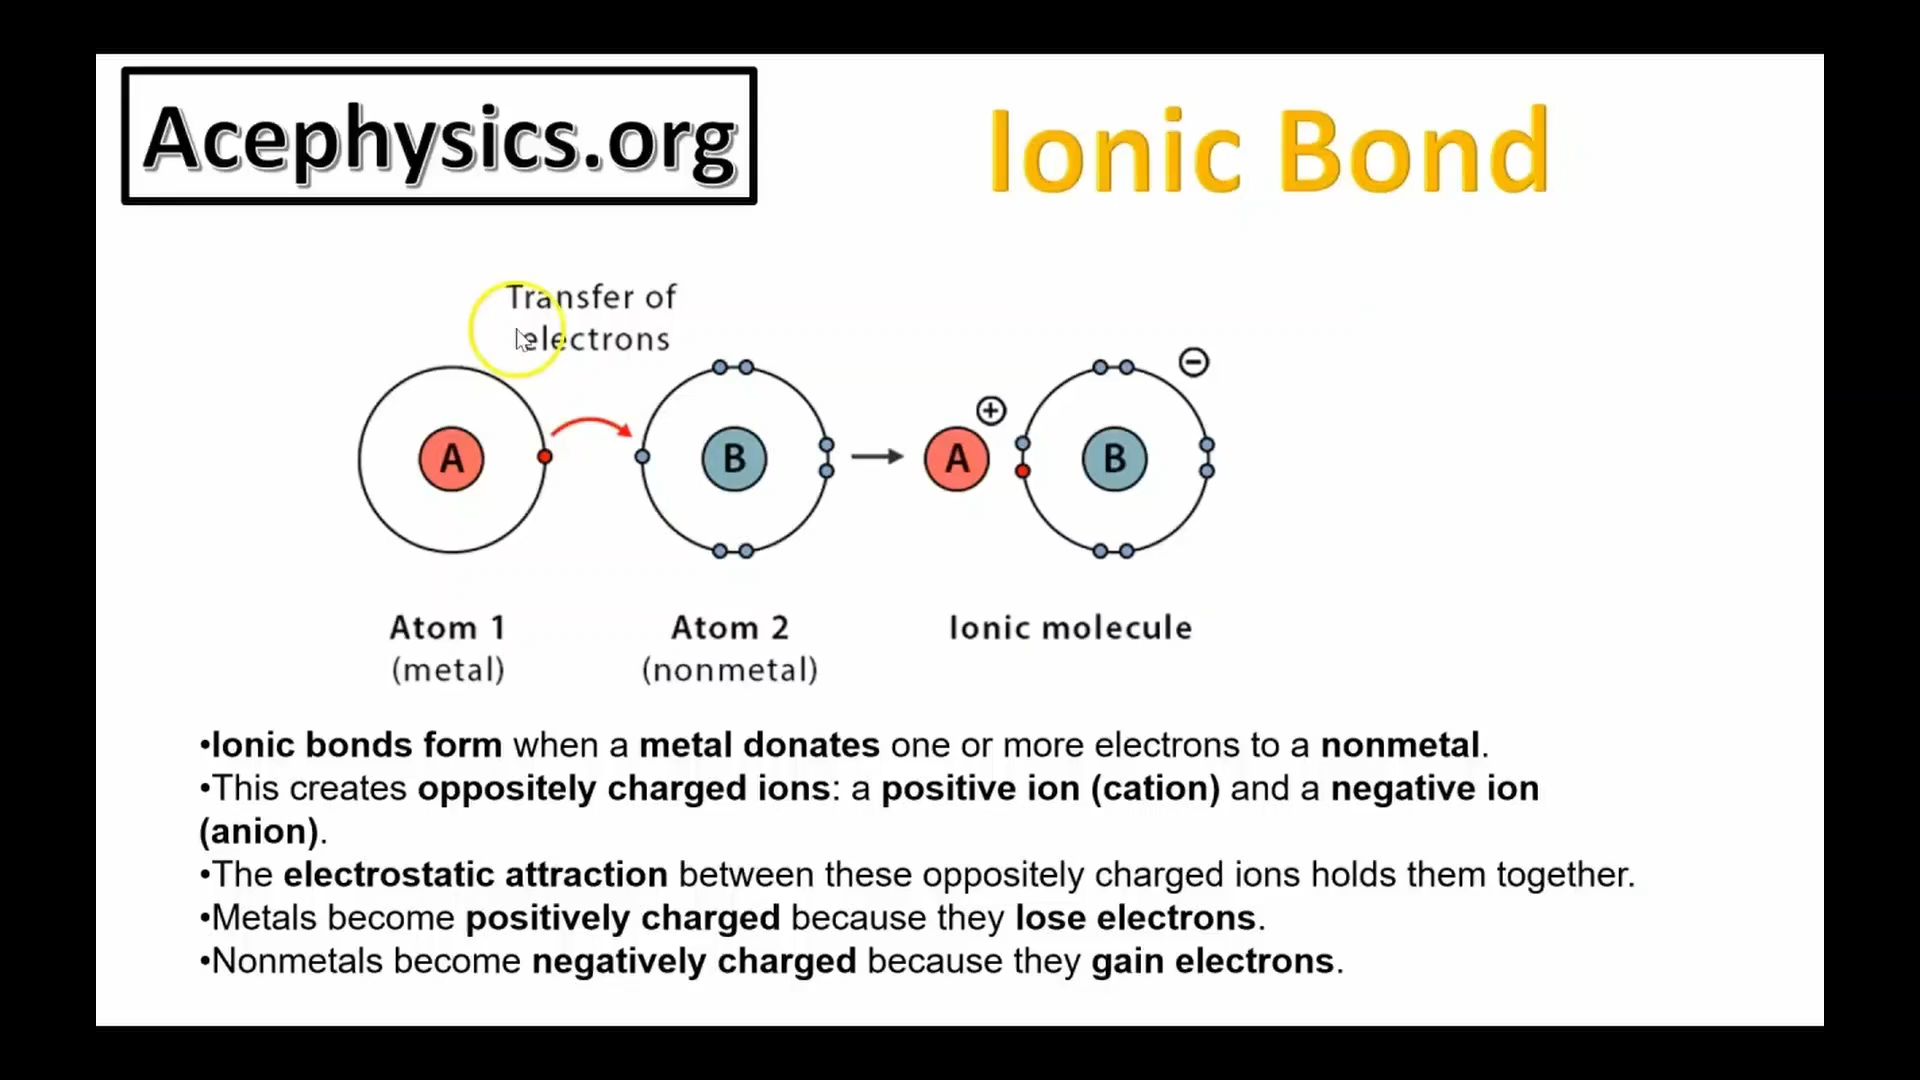 Acephysics.org
Ionic Bond
Transfer of
electrons
A
B
A
+
B
−
Atom 1
(metal)
Atom 2
(nonmetal)
Ionic molecule
•Ionic bonds form when a metal donates one or more electrons to a nonmetal.
•This creates oppositely charged ions: a positive ion (cation) and a negative ion
(anion).
•The electrostatic attraction between these oppositely charged ions holds them together.
•Metals become positively charged because they lose electrons.
•Nonmetals become negatively charged because they gain electrons.